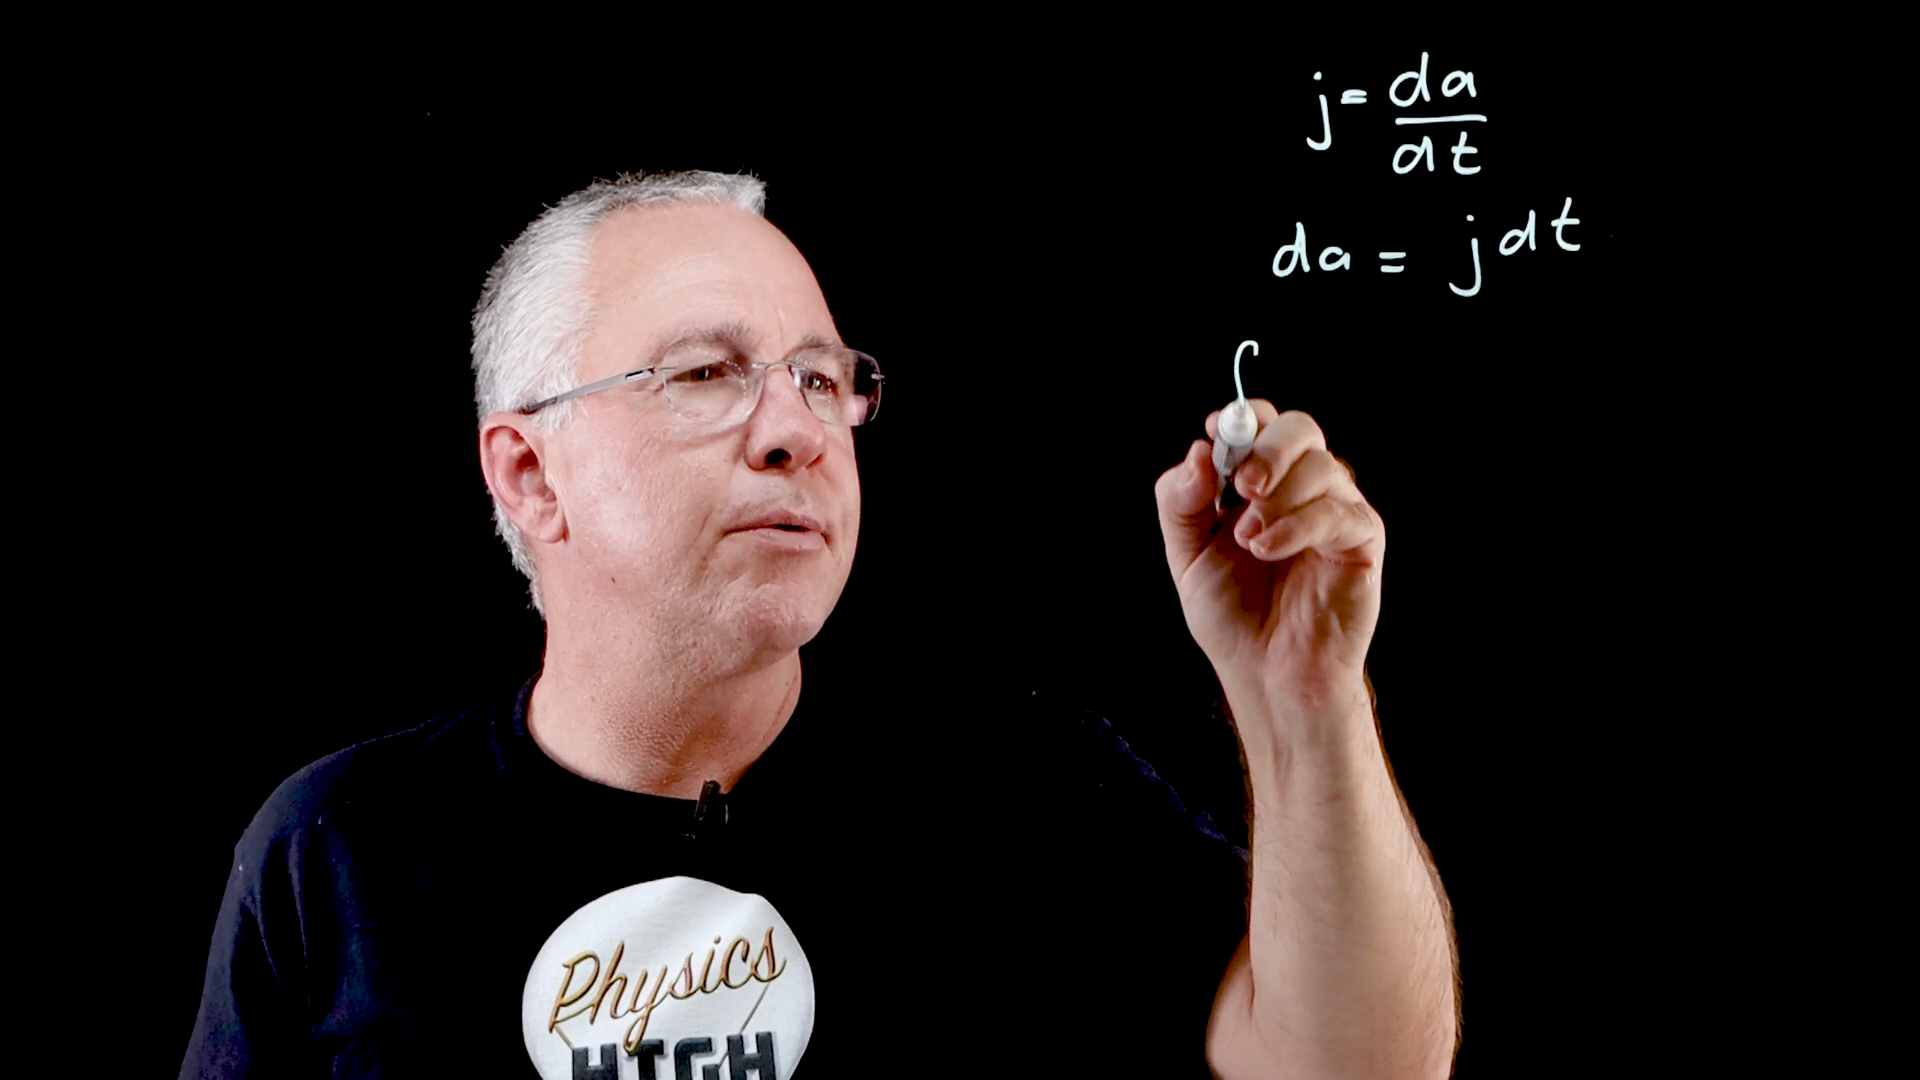 j = da/dt
da = j dt
∫
Physics
HIGH